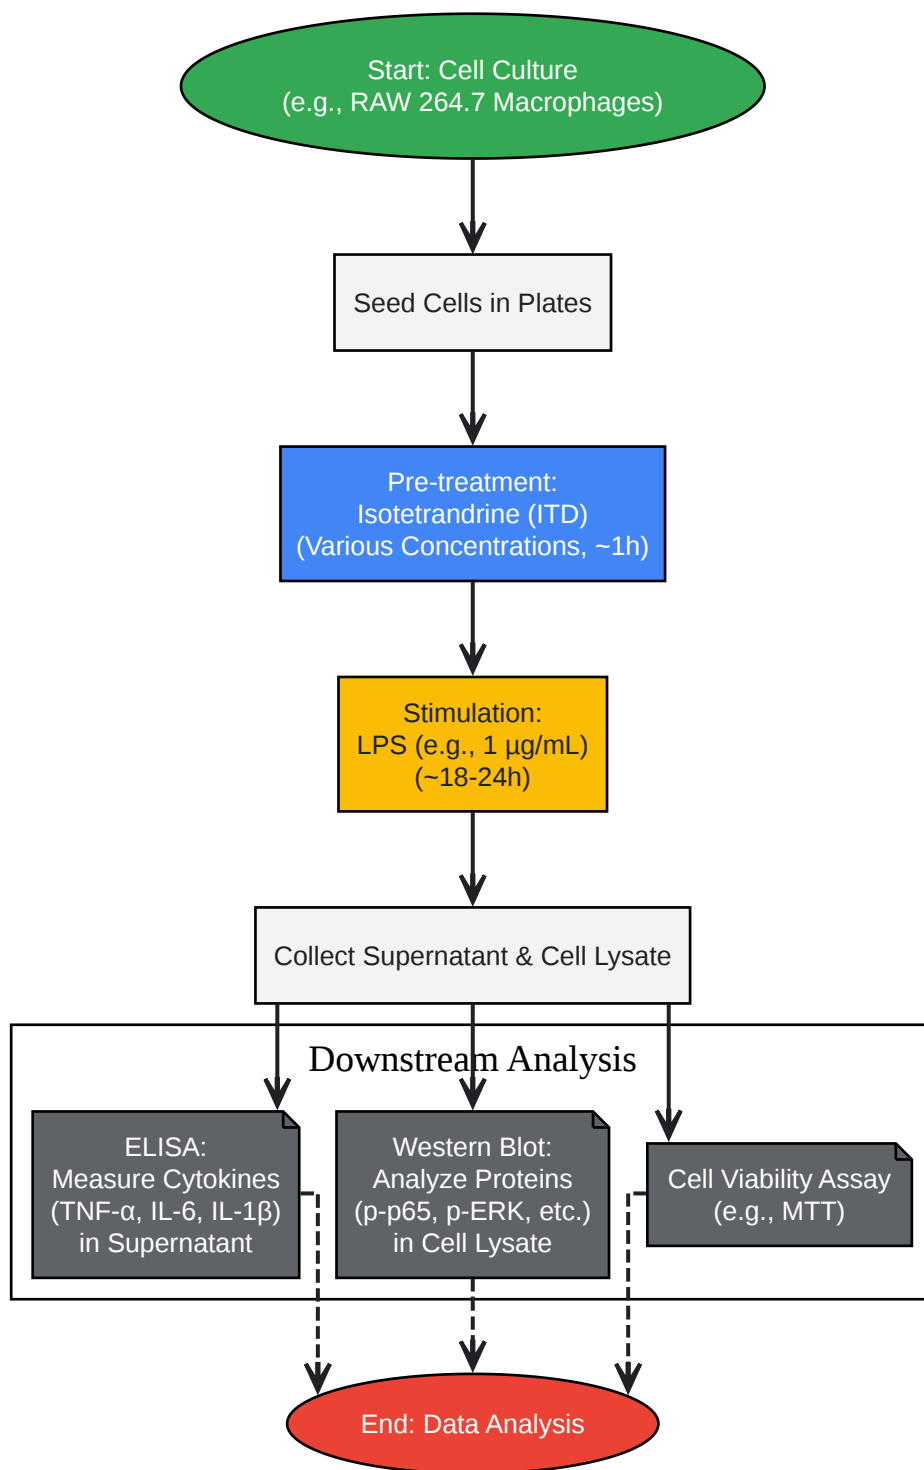 Start: Cell Culture
(e.g., RAW 264.7 Macrophages)
Seed Cells in Plates
Pre-treatment:
Isotetrandrine (ITD)
(Various Concentrations, ~1h)
Stimulation:
LPS (e.g., 1 µg/mL)
(~18-24h)
Collect Supernatant & Cell Lysate
Downstream Analysis
ELISA:
Measure Cytokines
(TNF-α, IL-6, IL-1β)
in Supernatant
Western Blot:
Analyze Proteins
(p-p65, p-ERK, etc.)
in Cell Lysate
Cell Viability Assay
(e.g., MTT)
End: Data Analysis